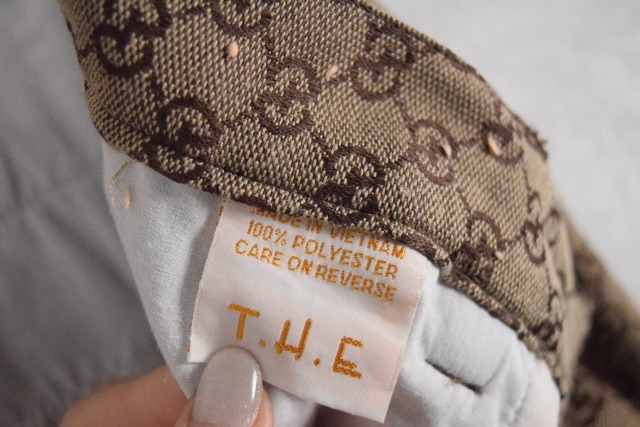 MADE IN VIETNAM
100% POLYESTER
CARE ON REVERSE
T.H.E